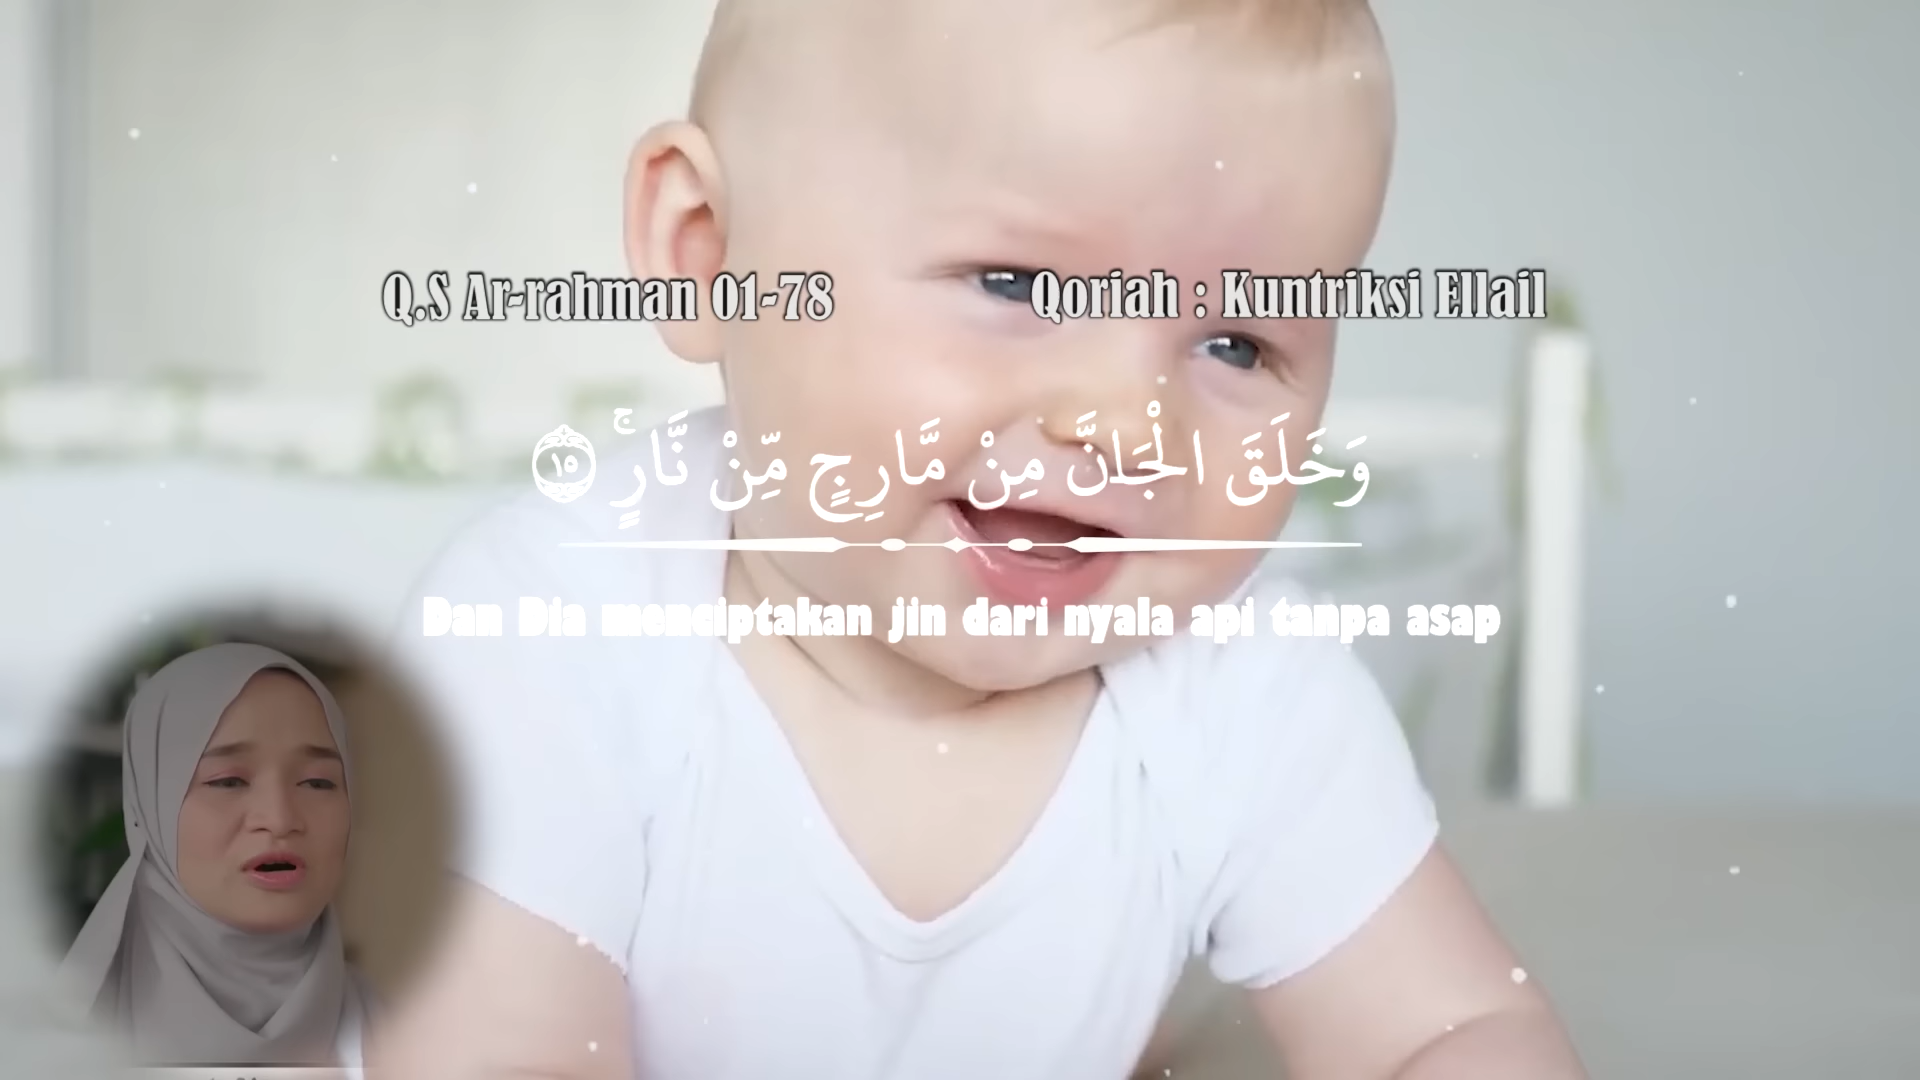 Q.S Ar-rahman 01-78
Qoriah : Kuntriksi Ellail
وَخَلَقَ الْجَانَّ مِنْ مَّارِجٍ مِّنْ نَّارٍۚ ١٥
Dan Dia menciptakan jin dari nyala api tanpa asap